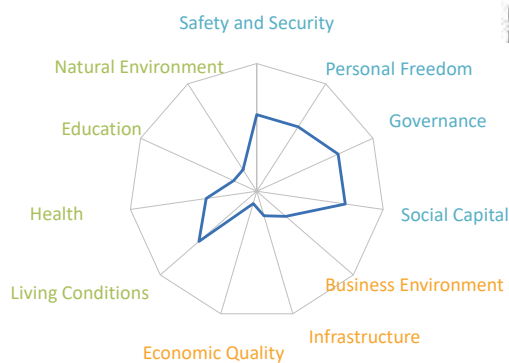 Safety and Security
Natural Environment
Personal Freedom
Education
Governance
Health
Social Capital
Living Conditions
Business Environment
Infrastructure
Economic Quality